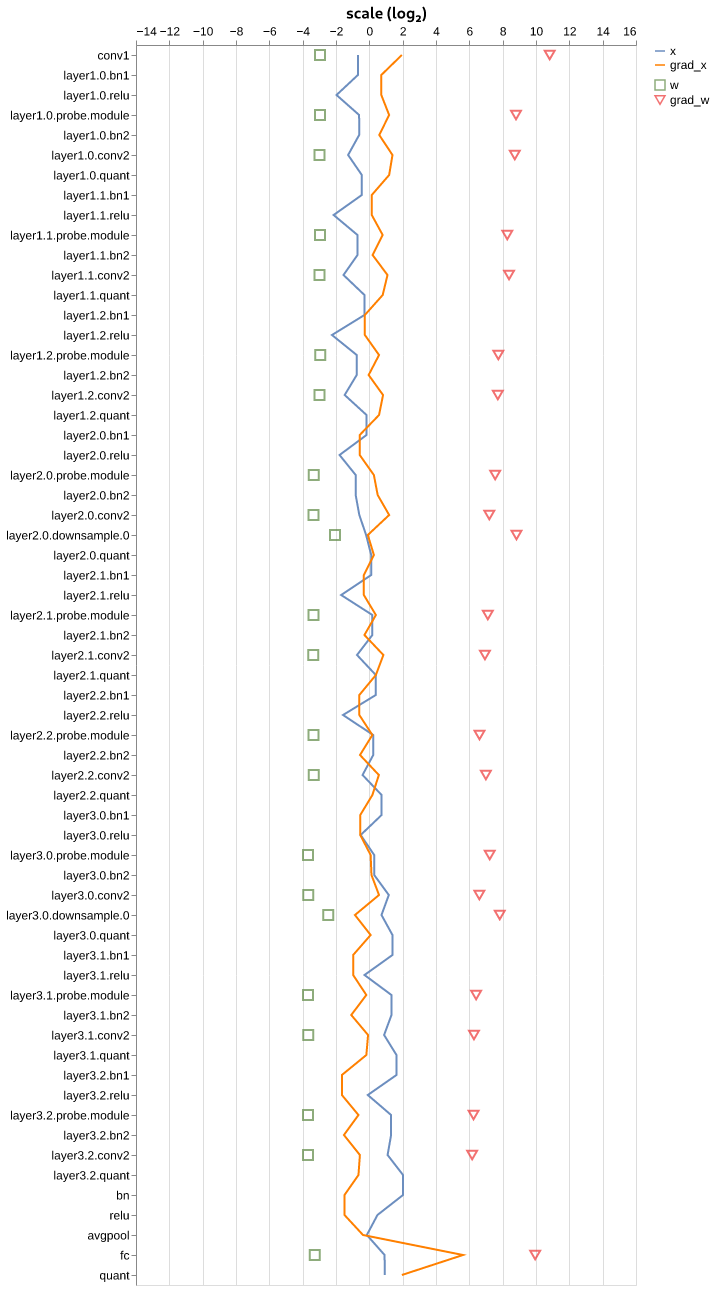 scale (log₂)
−14 −12 −10 −8 −6 −4 −2 0 2 4 6 8 10 12 14 16
x
grad_x
w
grad_w
conv1
layer1.0.bn1
layer1.0.relu
layer1.0.probe.module
layer1.0.bn2
layer1.0.conv2
layer1.0.quant
layer1.1.bn1
layer1.1.relu
layer1.1.probe.module
layer1.1.bn2
layer1.1.conv2
layer1.1.quant
layer1.2.bn1
layer1.2.relu
layer1.2.probe.module
layer1.2.bn2
layer1.2.conv2
layer1.2.quant
layer2.0.bn1
layer2.0.relu
layer2.0.probe.module
layer2.0.bn2
layer2.0.conv2
layer2.0.downsample.0
layer2.0.quant
layer2.1.bn1
layer2.1.relu
layer2.1.probe.module
layer2.1.bn2
layer2.1.conv2
layer2.1.quant
layer2.2.bn1
layer2.2.relu
layer2.2.probe.module
layer2.2.bn2
layer2.2.conv2
layer2.2.quant
layer3.0.bn1
layer3.0.relu
layer3.0.probe.module
layer3.0.bn2
layer3.0.conv2
layer3.0.downsample.0
layer3.0.quant
layer3.1.bn1
layer3.1.relu
layer3.1.probe.module
layer3.1.bn2
layer3.1.conv2
layer3.1.quant
layer3.2.bn1
layer3.2.relu
layer3.2.probe.module
layer3.2.bn2
layer3.2.conv2
layer3.2.quant
bn
relu
avgpool
fc
quant